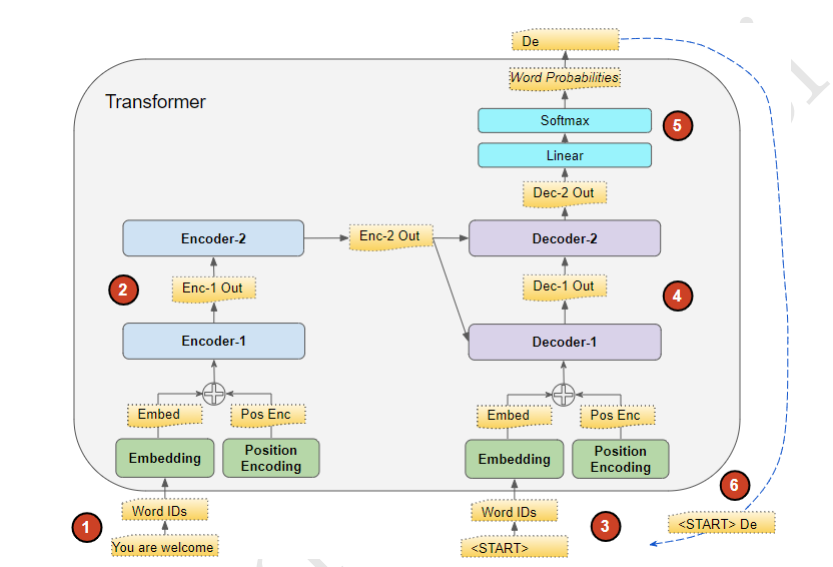 De
Word Probabilities
Transformer
Softmax
5
Linear
Dec-2 Out
Encoder-2
Enc-2 Out
Decoder-2
2
Enc-1 Out
Dec-1 Out
4
Encoder-1
Decoder-1
Embed
Pos Enc
Embed
Pos Enc
Embedding
Position
Encoding
Embedding
Position
Encoding
6
1
Word IDs
Word IDs
3
<START> De
You are welcome
<START>